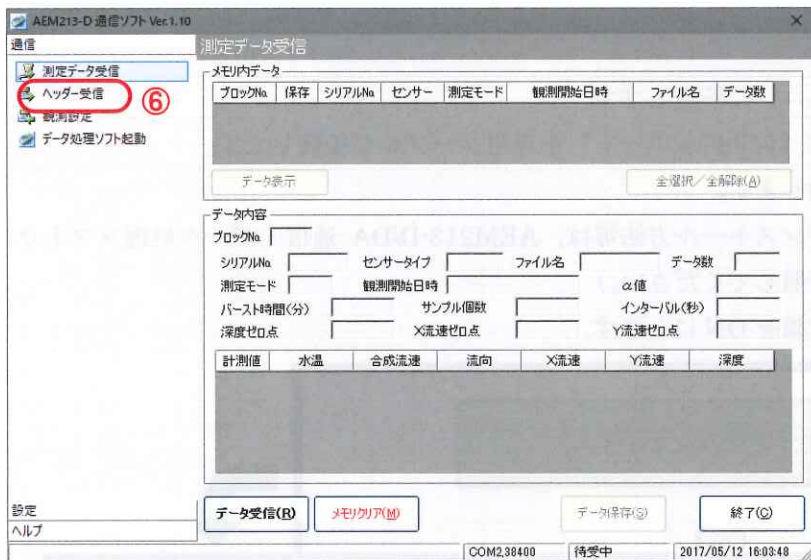 AEM213-D 通信ソフト Ver.1.10
通信
測定データ受信
ヘッダー受信
⑥
観測設定
データ処理ソフト起動
設定
ヘルプ
測定データ受信
メモリ内データ
ブロックNo. 保存 シリアルNo. センサー 測定モード 観測開始日時 ファイル名 データ数
データ表示 全選択/全解除(A)
データ内容
ブロックNo.
シリアルNo. センサータイプ ファイル名 データ数
測定モード 観測開始日時 α値
バースト時間(分) サンプル個数 インターバル(秒)
深度ゼロ点 X流速ゼロ点 Y流速ゼロ点
計測値 水温 合成流速 流向 X流速 Y流速 深度
データ受信(R) メモリクリア(M) データ保存(S) 終了(C)
COM2,38400 待受中 2017/05/12 16:03:48